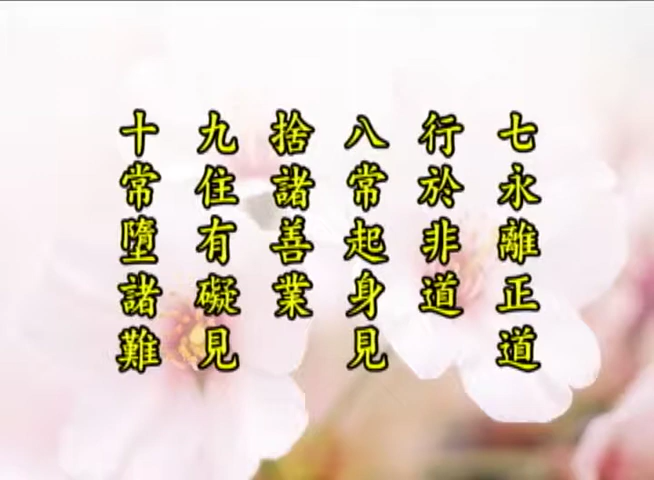 七永離正道
行於非道
八常起身見
捨諸善業
九住有礙見
十常墮諸難